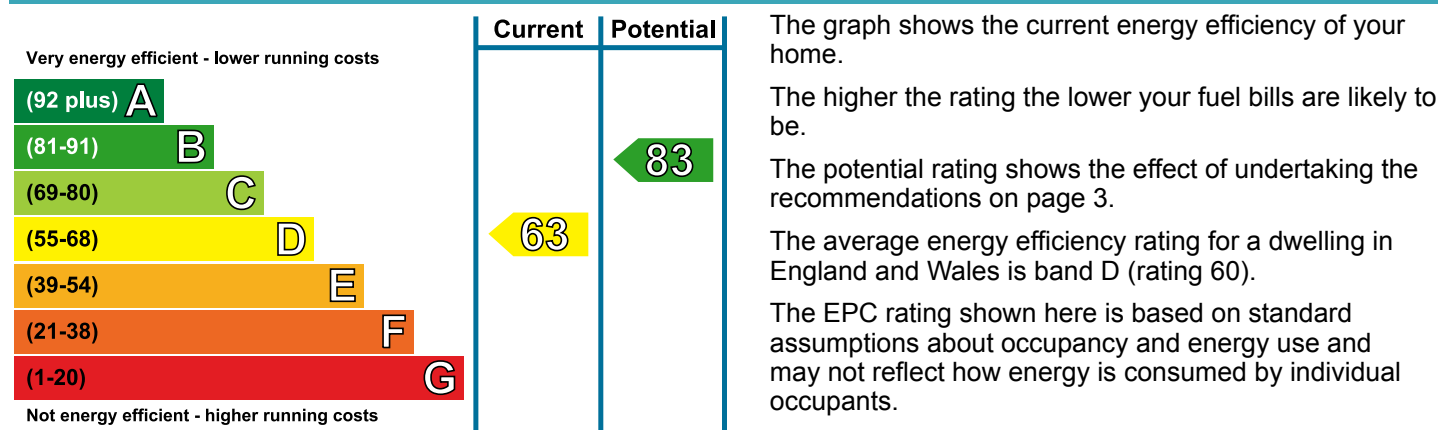 Current Potential
Very energy efficient - lower running costs
(92 plus) A
(81-91) B
83
(69-80) C
(55-68) D
63
(39-54) E
(21-38) F
(1-20) G
Not energy efficient - higher running costs
The graph shows the current energy efficiency of your
home.
The higher the rating the lower your fuel bills are likely to
be.
The potential rating shows the effect of undertaking the
recommendations on page 3.
The average energy efficiency rating for a dwelling in
England and Wales is band D (rating 60).
The EPC rating shown here is based on standard
assumptions about occupancy and energy use and
may not reflect how energy is consumed by individual
occupants.